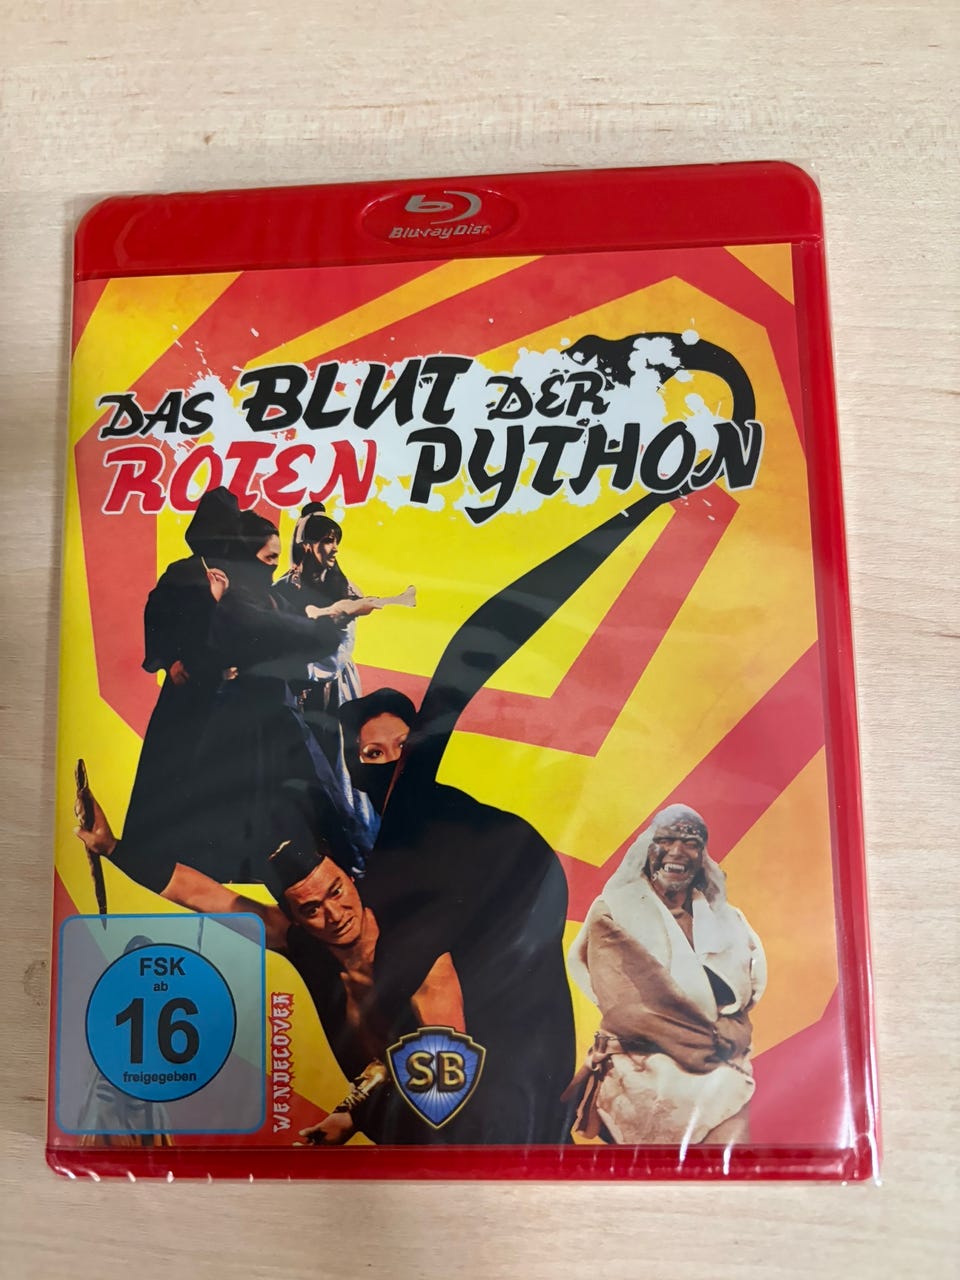 Blu-ray Disc
DAS BLUT DER
ROTEN PYTHON
FSK
ab
16
freigegeben
WENDECOVER
SB